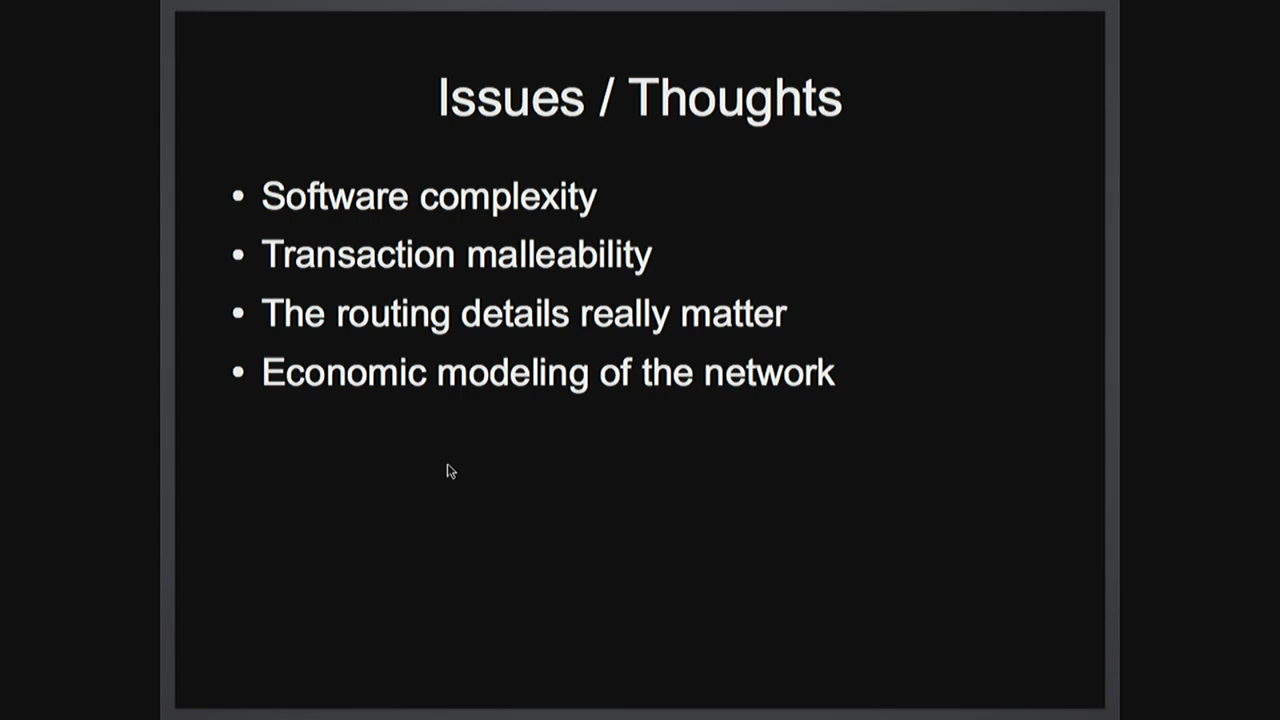 Issues / Thoughts
• Software complexity
• Transaction malleability
• The routing details really matter
• Economic modeling of the network